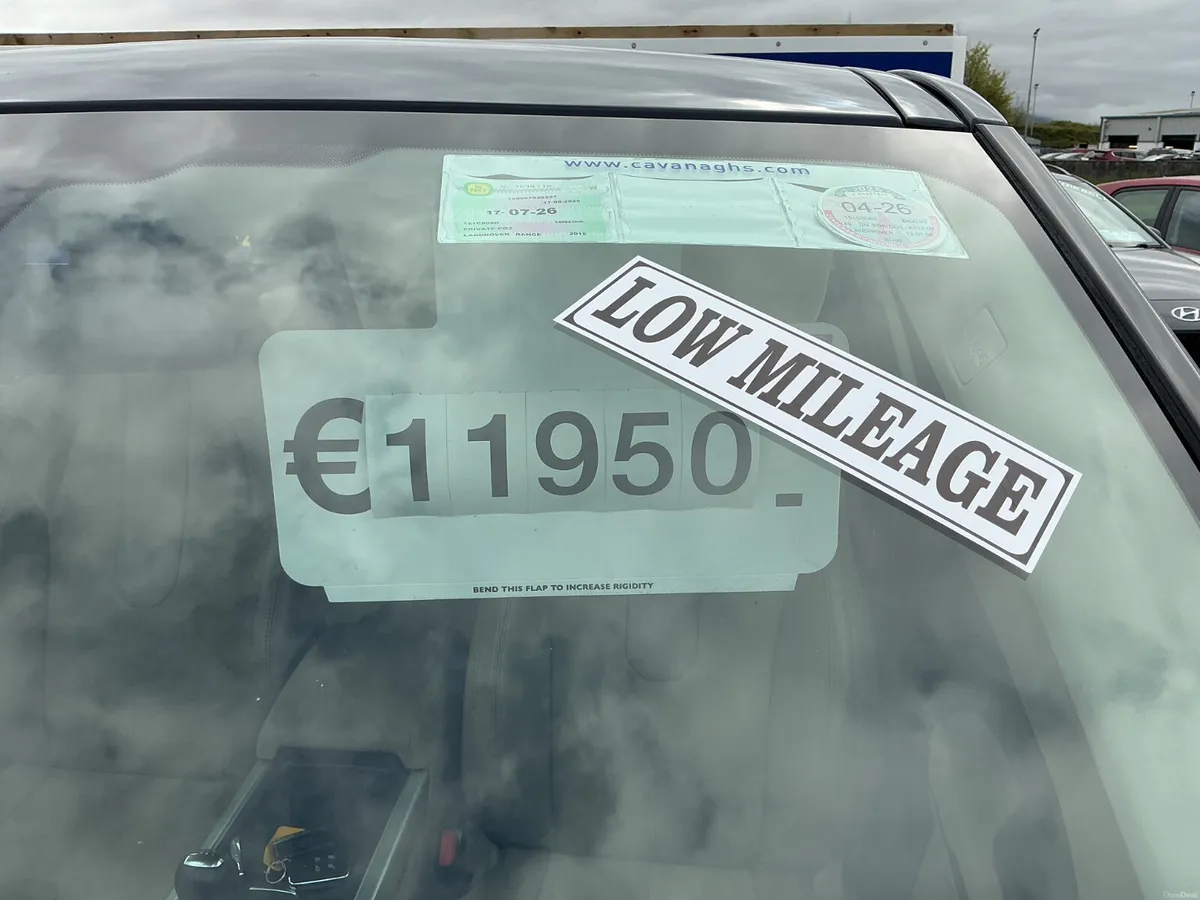 www.cavanaghs.com
17-07-26
PRIVATE CO2
LANDROVER RANGE 2015
04-26
LOW MILEAGE
€11950-
BEND THIS FLAP TO INCREASE RIGIDITY